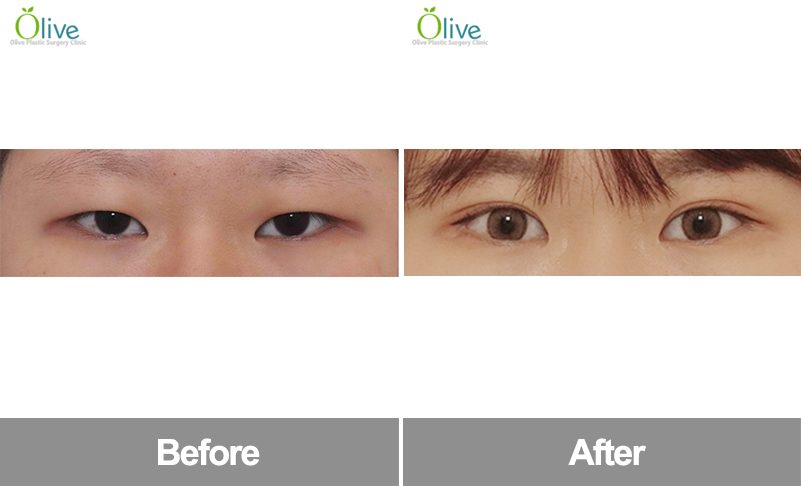 Olive
Olive Plastic Surgery Clinic
Olive
Olive Plastic Surgery Clinic
Before
After